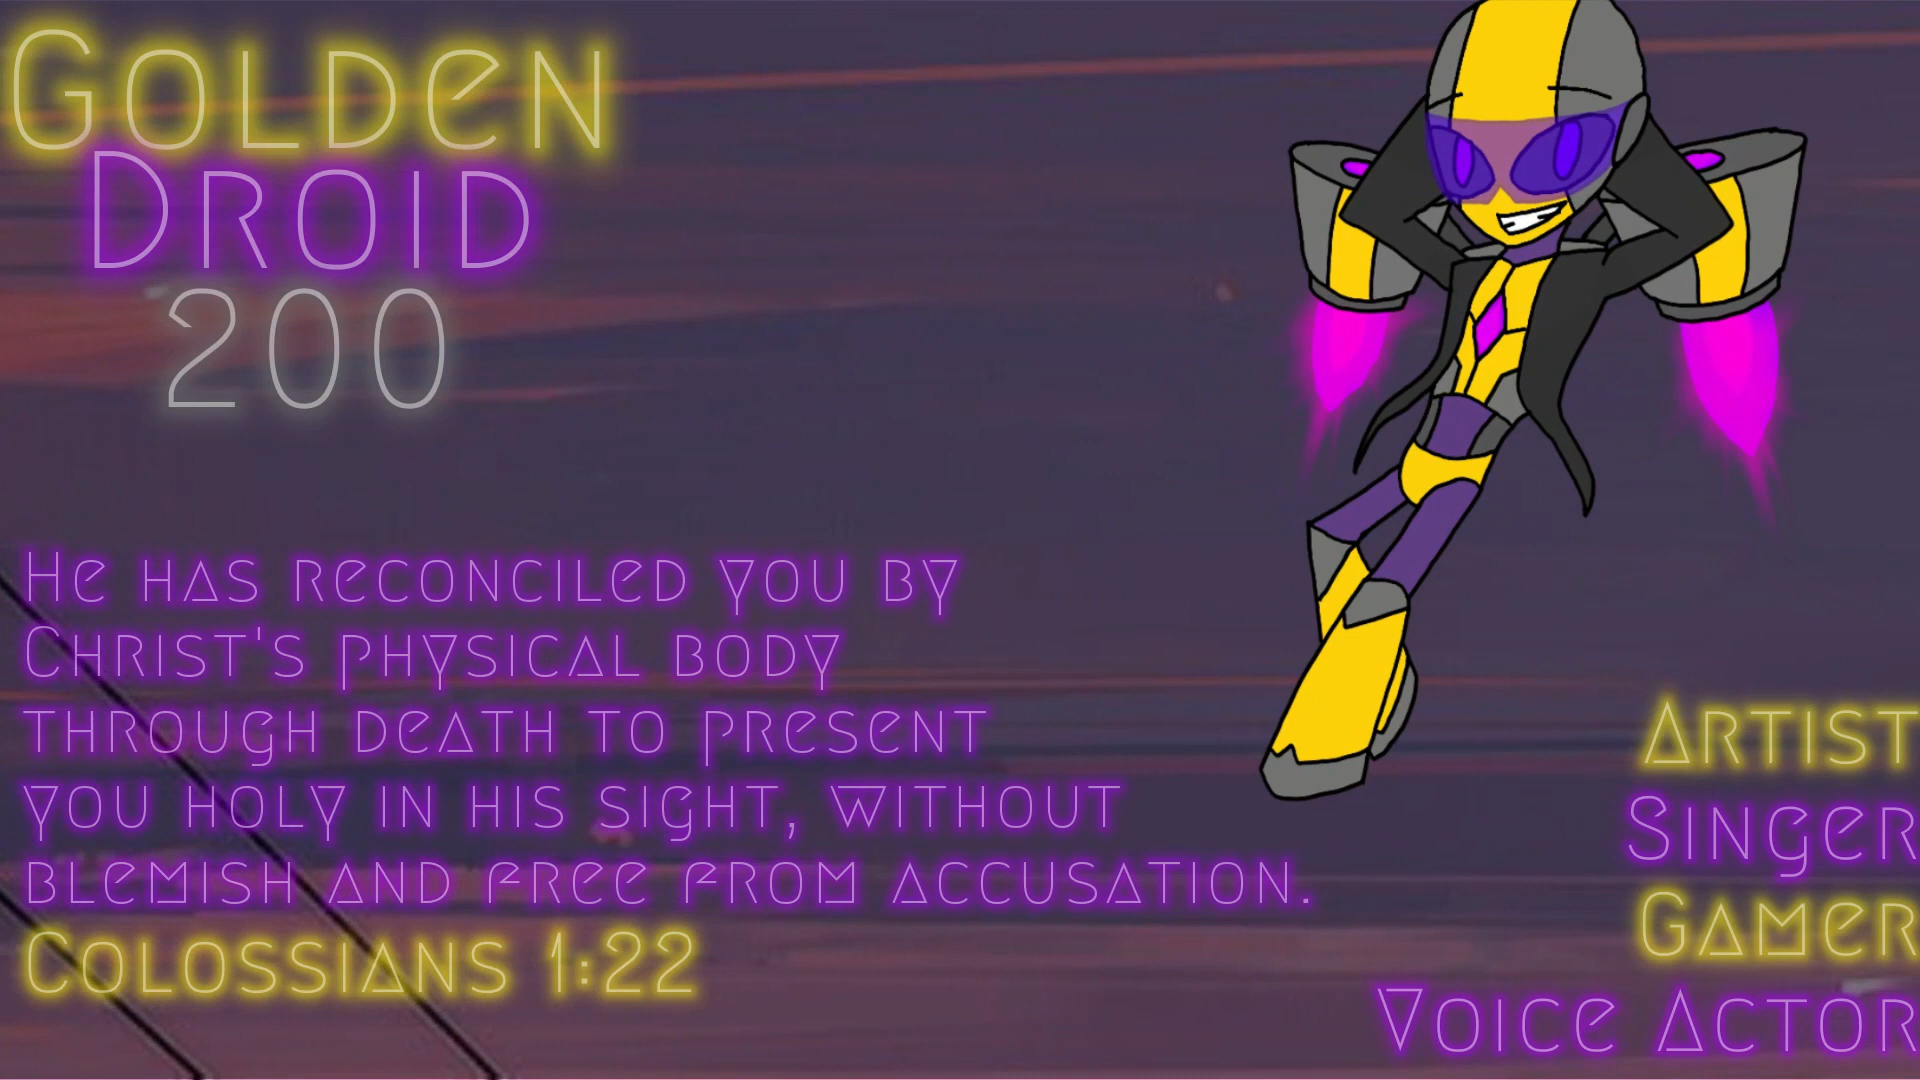 Golden
Droid
200
He has reconciled you by
Christ's physical body
through death to present
you holy in his sight, without
blemish and free from accusation.
Colossians 1:22
Artist
Singer
Gamer
Voice Actor